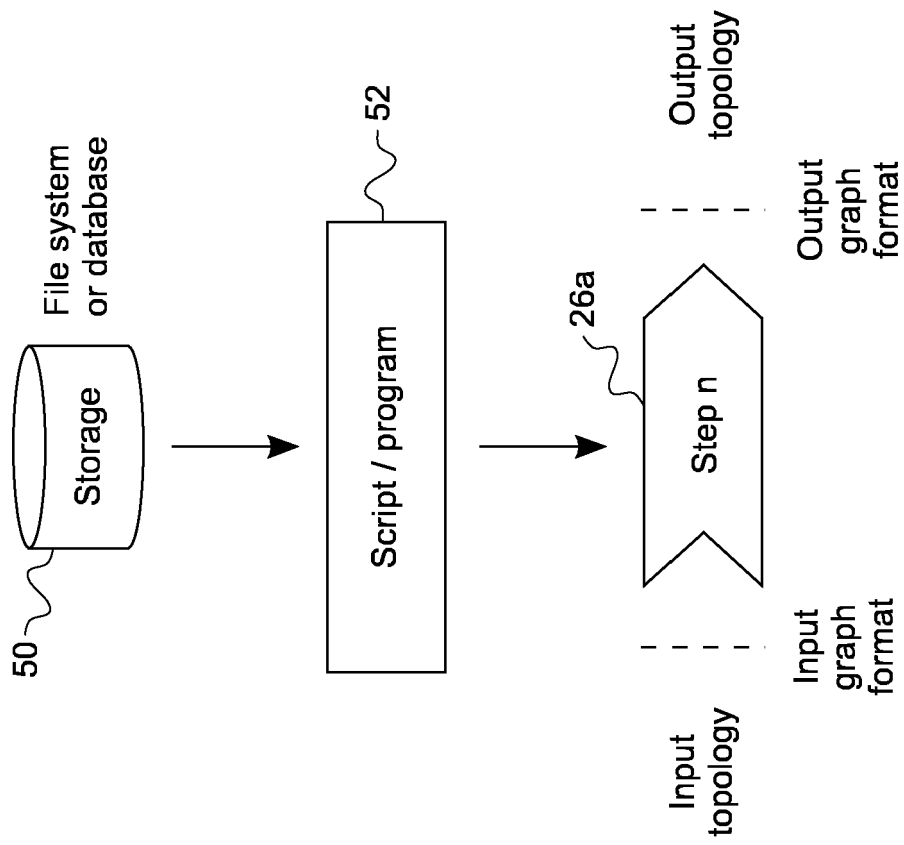 50
Storage
File system
or database
Script / program
52
26a
Step n
Input
topology
Input
graph
format
Output
graph
format
Output
topology